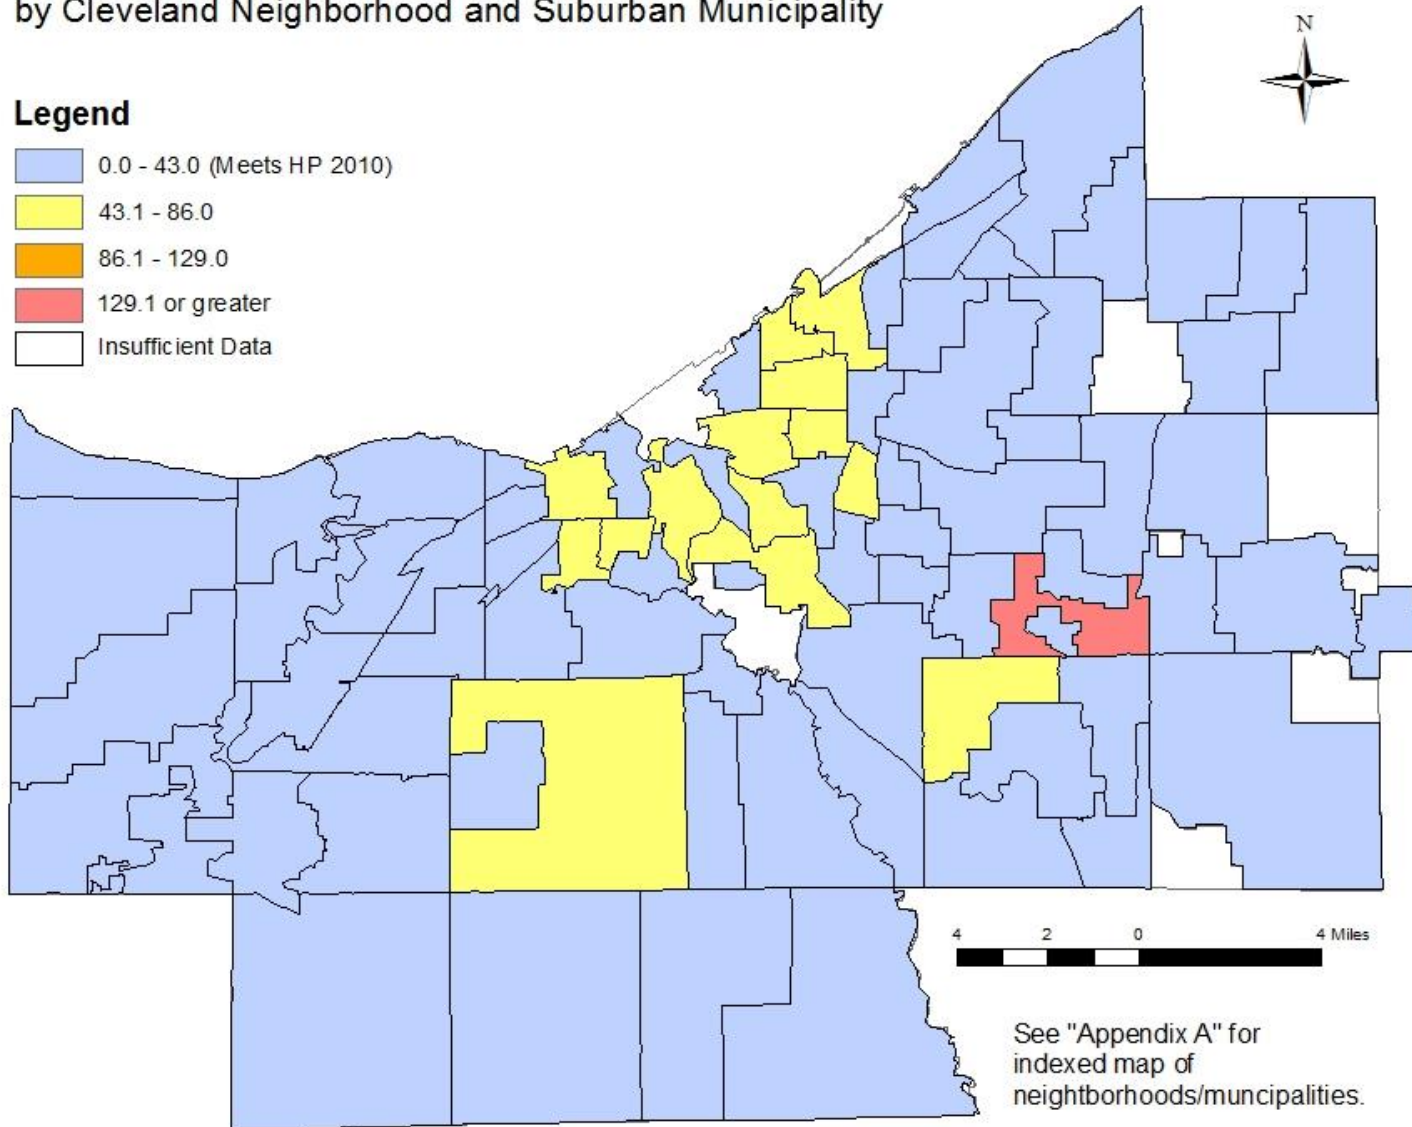 by Cleveland Neighborhood and Suburban Municipality
N
Legend
0.0 - 43.0 (Meets HP 2010)
43.1 - 86.0
86.1 - 129.0
129.1 or greater
Insufficient Data
4 2 0 4 Miles
See "Appendix A" for
indexed map of
neightborhoods/muncipalities.